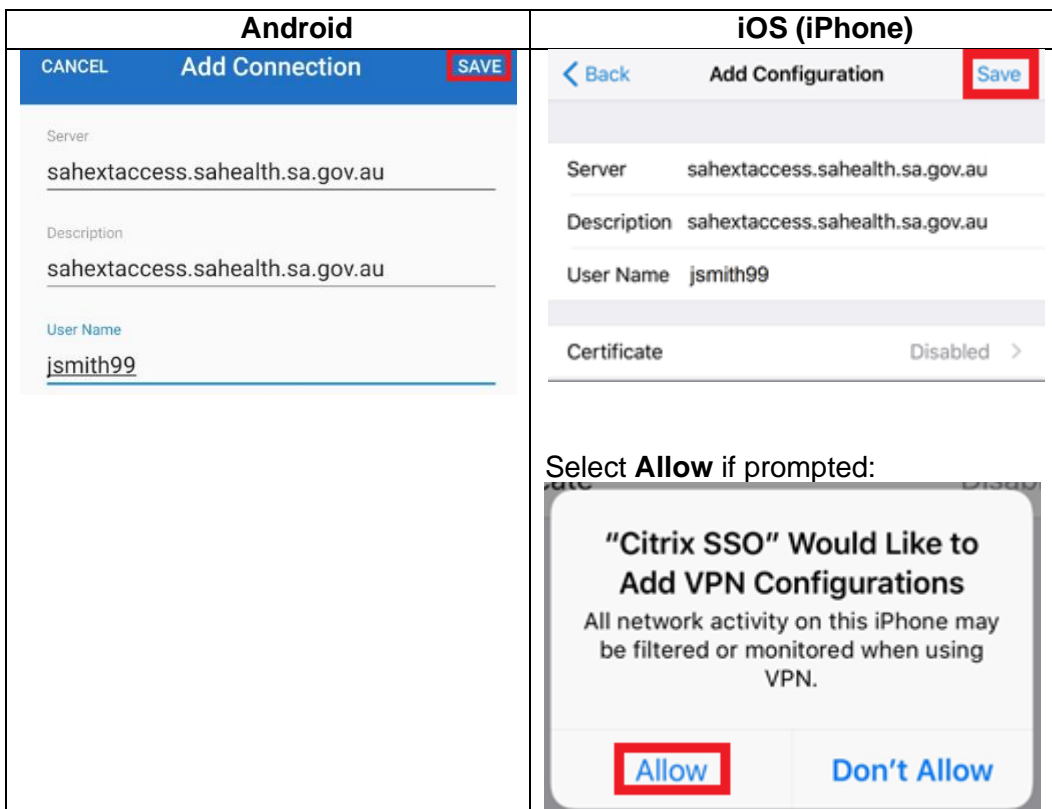 Android
iOS (iPhone)
CANCEL Add Connection SAVE
Server
sahextaccess.sahealth.sa.gov.au
Description
sahextaccess.sahealth.sa.gov.au
User Name
jsmith99
Back Add Configuration Save
Server sahextaccess.sahealth.sa.gov.au
Description sahextaccess.sahealth.sa.gov.au
User Name jsmith99
Certificate Disabled
Select Allow if prompted:
"Citrix SSO" Would Like to
Add VPN Configurations
All network activity on this iPhone may
be filtered or monitored when using
VPN.
Allow Don't Allow